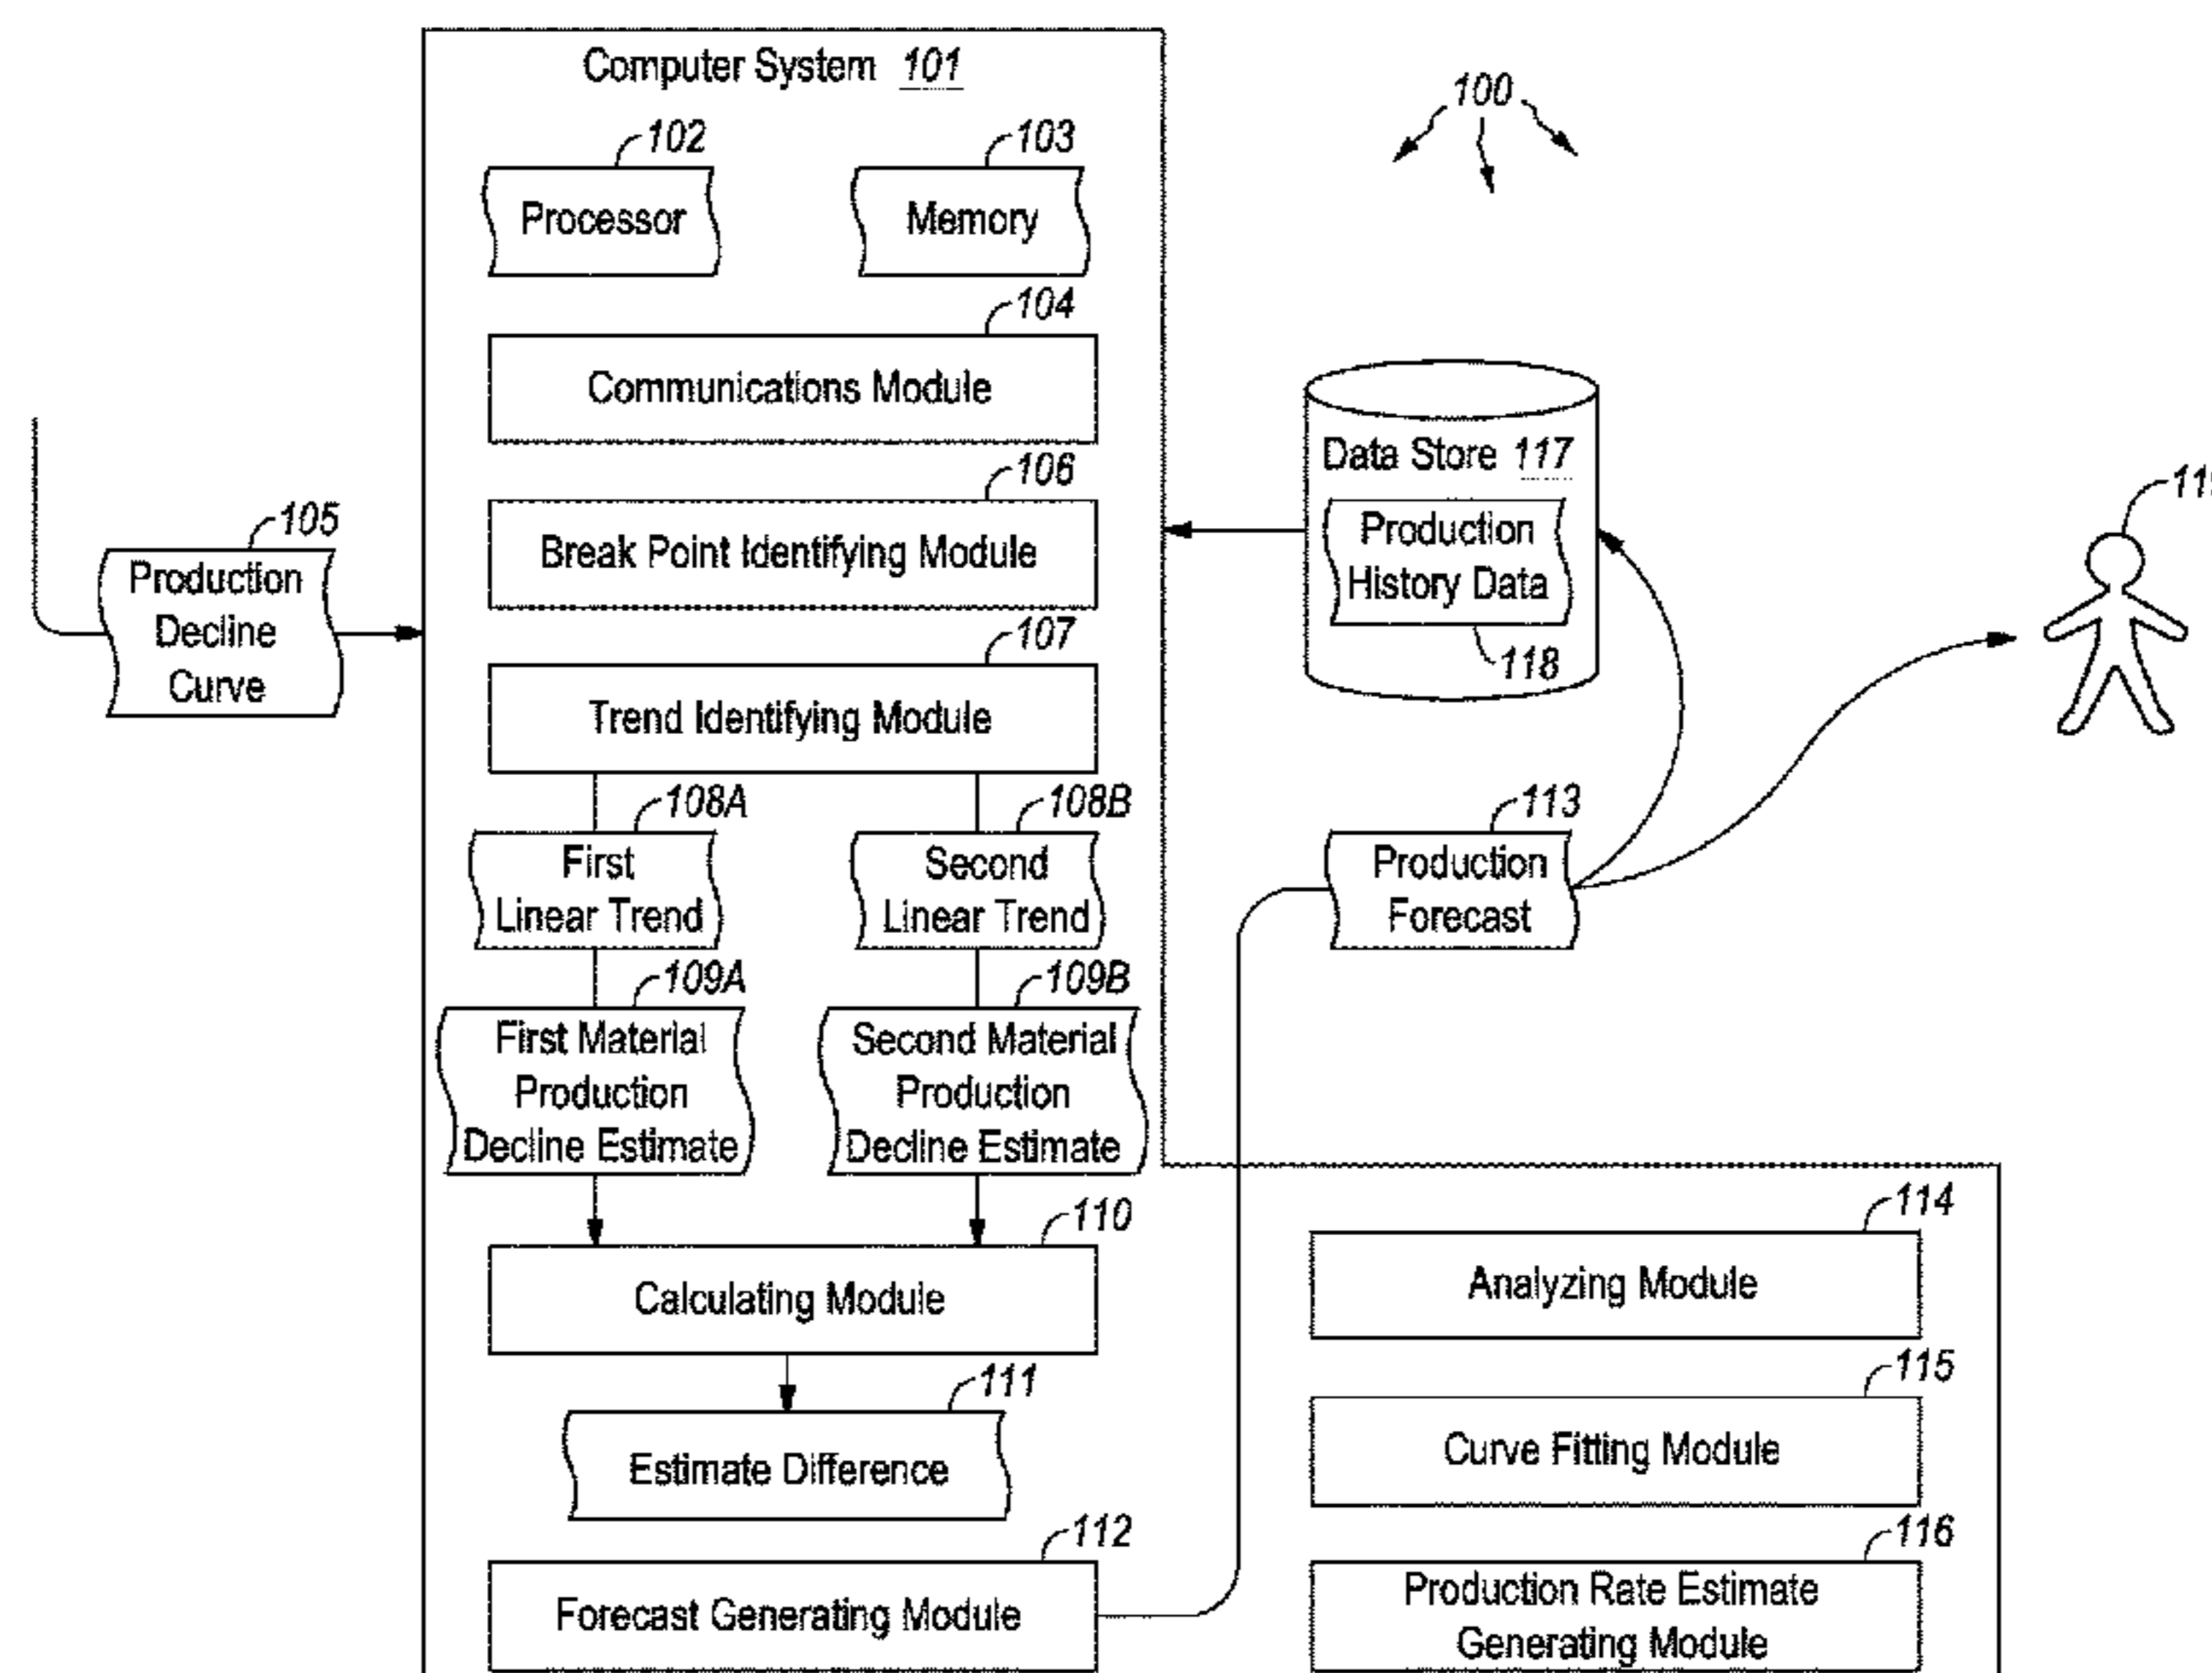 Computer System 101
100
102
103
Processor
Memory
104
Communications Module
106
Break Point Identifying Module
105
Production
Decline
Curve
107
Trend Identifying Module
Data Store 117
Production
History Data
118
108A
108B
First
Linear Trend
Second
Linear Trend
113
Production
Forecast
109A
109B
First Material
Production
Decline Estimate
Second Material
Production
Decline Estimate
110
Calculating Module
111
Estimate Difference
112
Forecast Generating Module
114
Analyzing Module
115
Curve Fitting Module
116
Production Rate Estimate
Generating Module